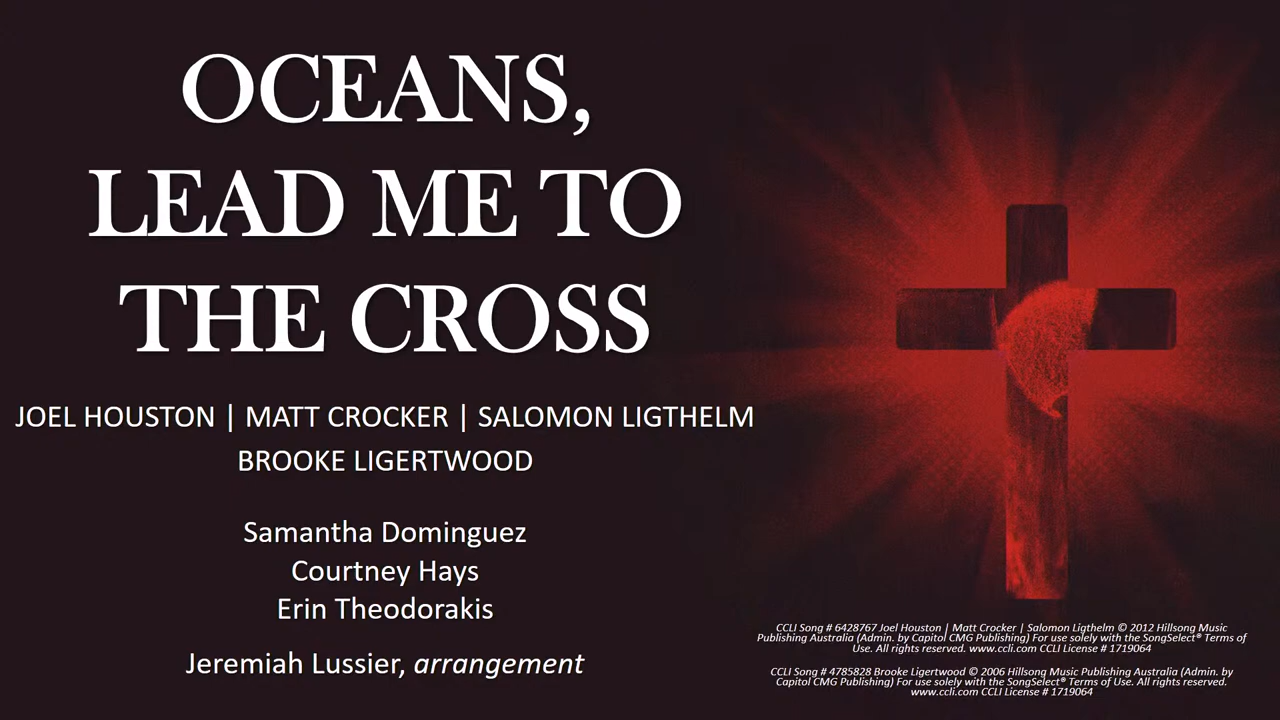 OCEANS,
LEAD ME TO
THE CROSS
JOEL HOUSTON | MATT CROCKER | SALOMON LIGTHELM
BROOKE LIGERTWOOD
Samantha Dominguez
Courtney Hays
Erin Theodorakis
Jeremiah Lussier, arrangement
CCLI Song # 6428767 Joel Houston | Matt Crocker | Salomon Ligthelm © 2012 Hillsong Music
Publishing Australia (Admin. by Capitol CMG Publishing) For use solely with the SongSelect® Terms of
Use. All rights reserved. www.ccli.com CCLI License # 1719064
CCLI Song # 4785828 Brooke Ligertwood © 2006 Hillsong Music Publishing Australia (Admin. by
Capitol CMG Publishing) For use solely with the SongSelect® Terms of Use. All rights reserved.
www.ccli.com CCLI License # 1719064